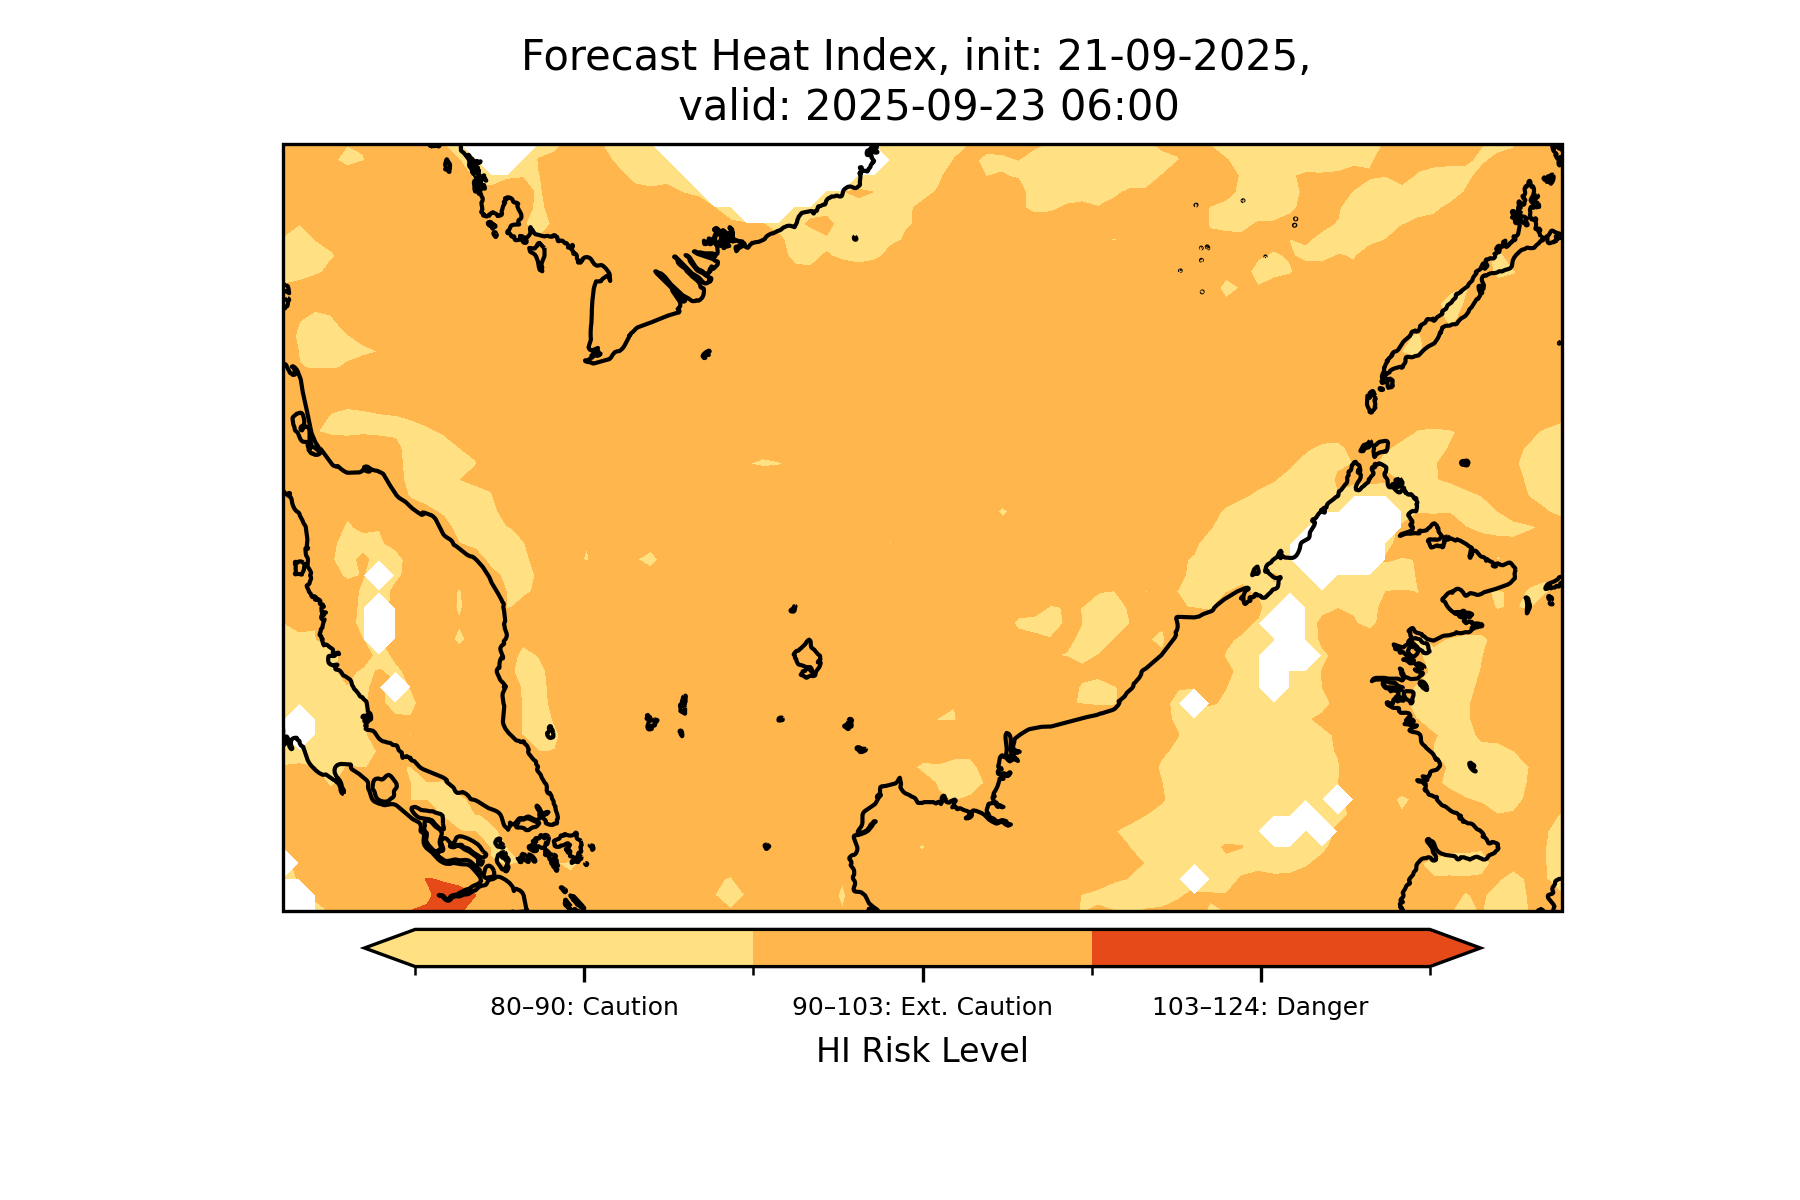 Forecast Heat Index, init: 21-09-2025,
valid: 2025-09-23 06:00
80–90: Caution
90–103: Ext. Caution
103–124: Danger
HI Risk Level